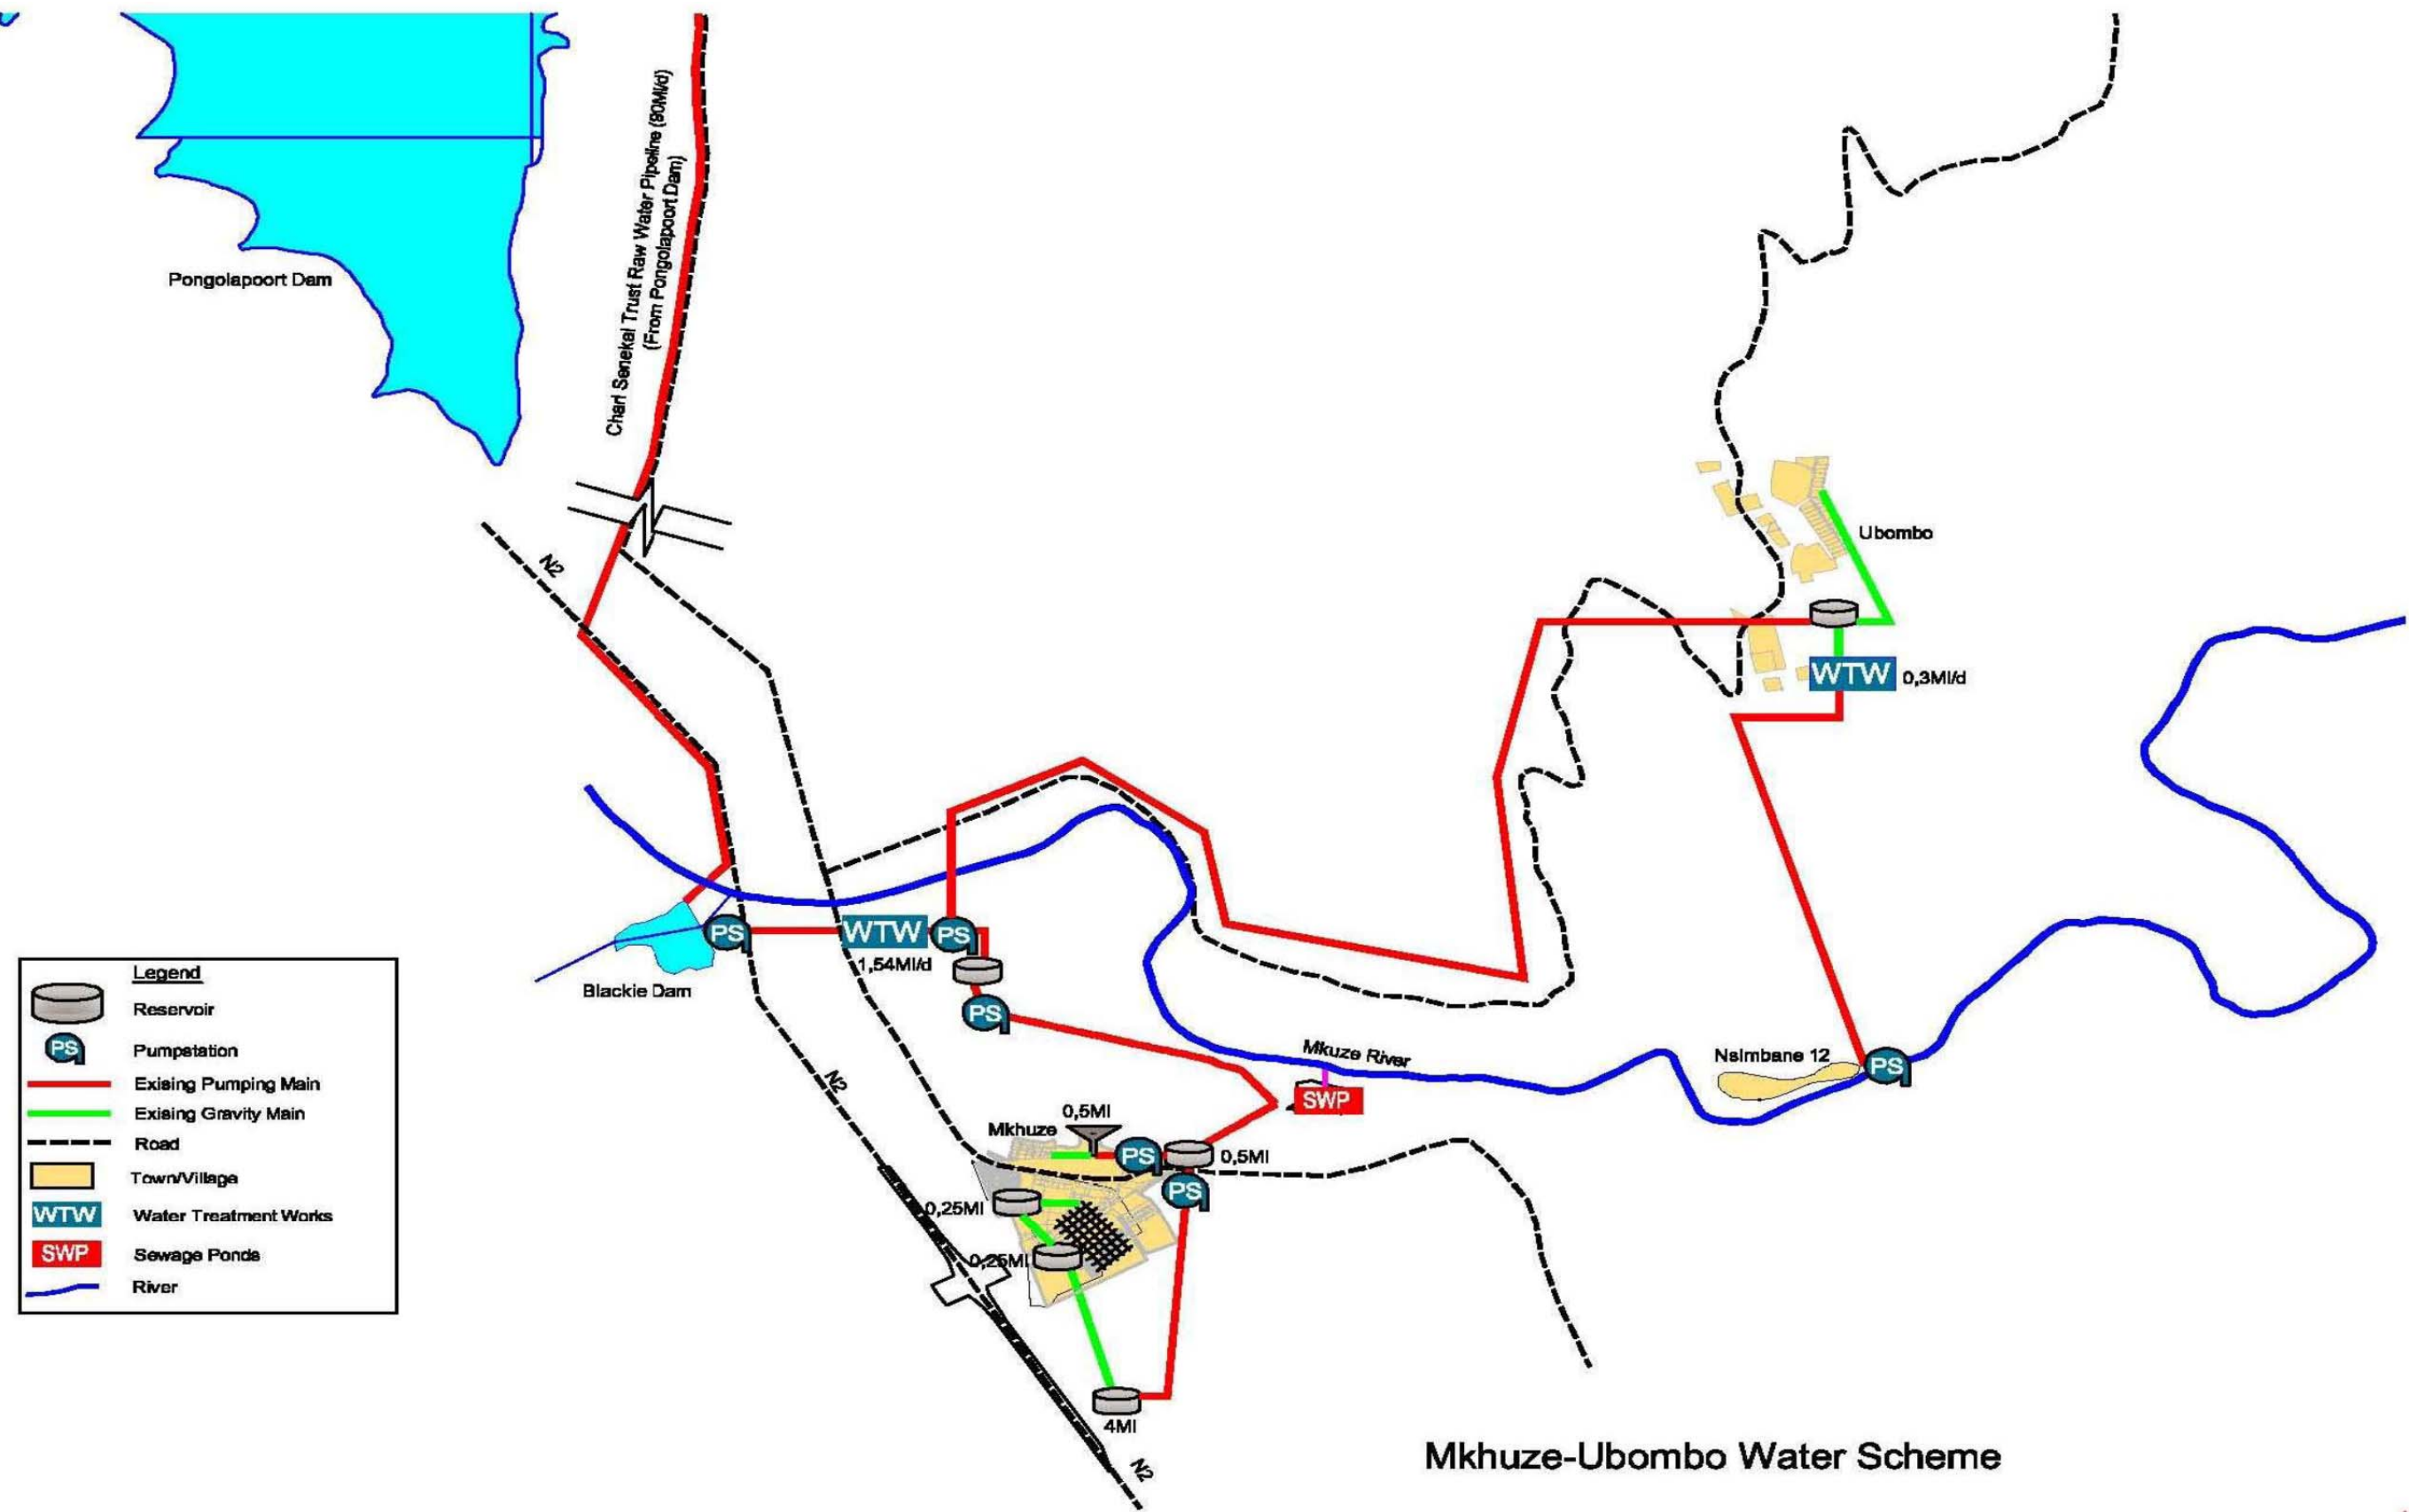 Charl Senekal Trust Raw Water Pipeline (90Ml/d)
(From Pongolapoort Dam)
Pongolapoort Dam
N2
Ubombo
WTW
0,3Ml/d
PS
WTW
PS
1,54Ml/d
Blackie Dam
PS
N2
Mkuze River
SWP
Nsimbane 12
PS
0,5Ml
Mkhuze
PS
0,5Ml
PS
0,25Ml
0,25Ml
4Ml
N2
Legend
Reservoir
PS
Pumpstation
Exising Pumping Main
Exising Gravity Main
Road
Town/Village
WTW
Water Treatment Works
SWP
Sewage Ponds
River
Mkhuze-Ubombo Water Scheme